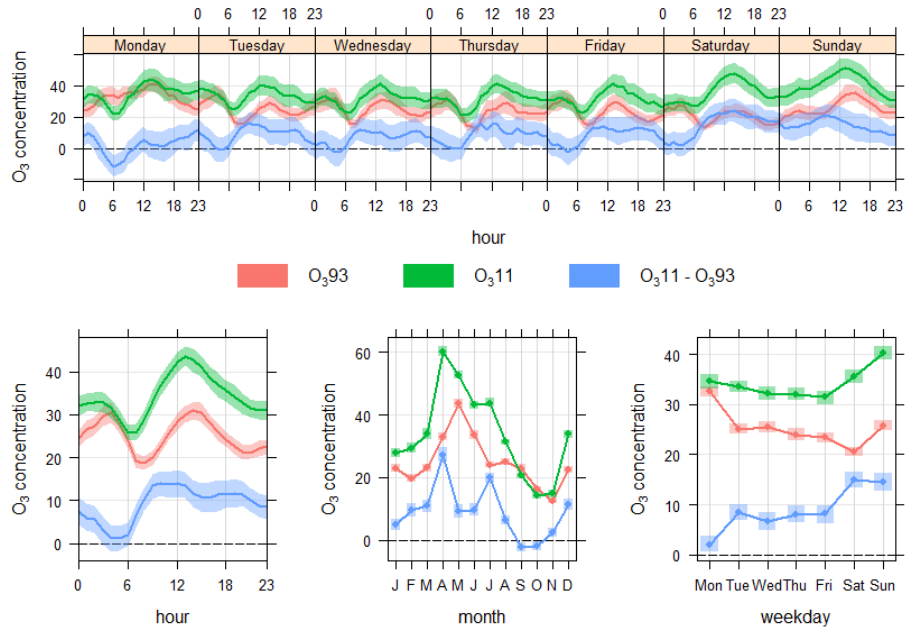 0 6 12 18 23 0 6 12 18 23 0 6 12 18 23
Monday Tuesday Wednesday Thursday Friday Saturday Sunday
O₃ concentration
40
20
0
0 6 12 18 23 0 6 12 18 23 0 6 12 18 23 0 6 12 18 23
hour
O₃93 O₃11 O₃11 - O₃93
O₃ concentration
40
30
20
10
0
0 6 12 18 23
hour
O₃ concentration
60
40
20
0
J F M A M J J A S O N D
month
O₃ concentration
40
30
20
10
0
Mon Tue Wed Thu Fri Sat Sun
weekday